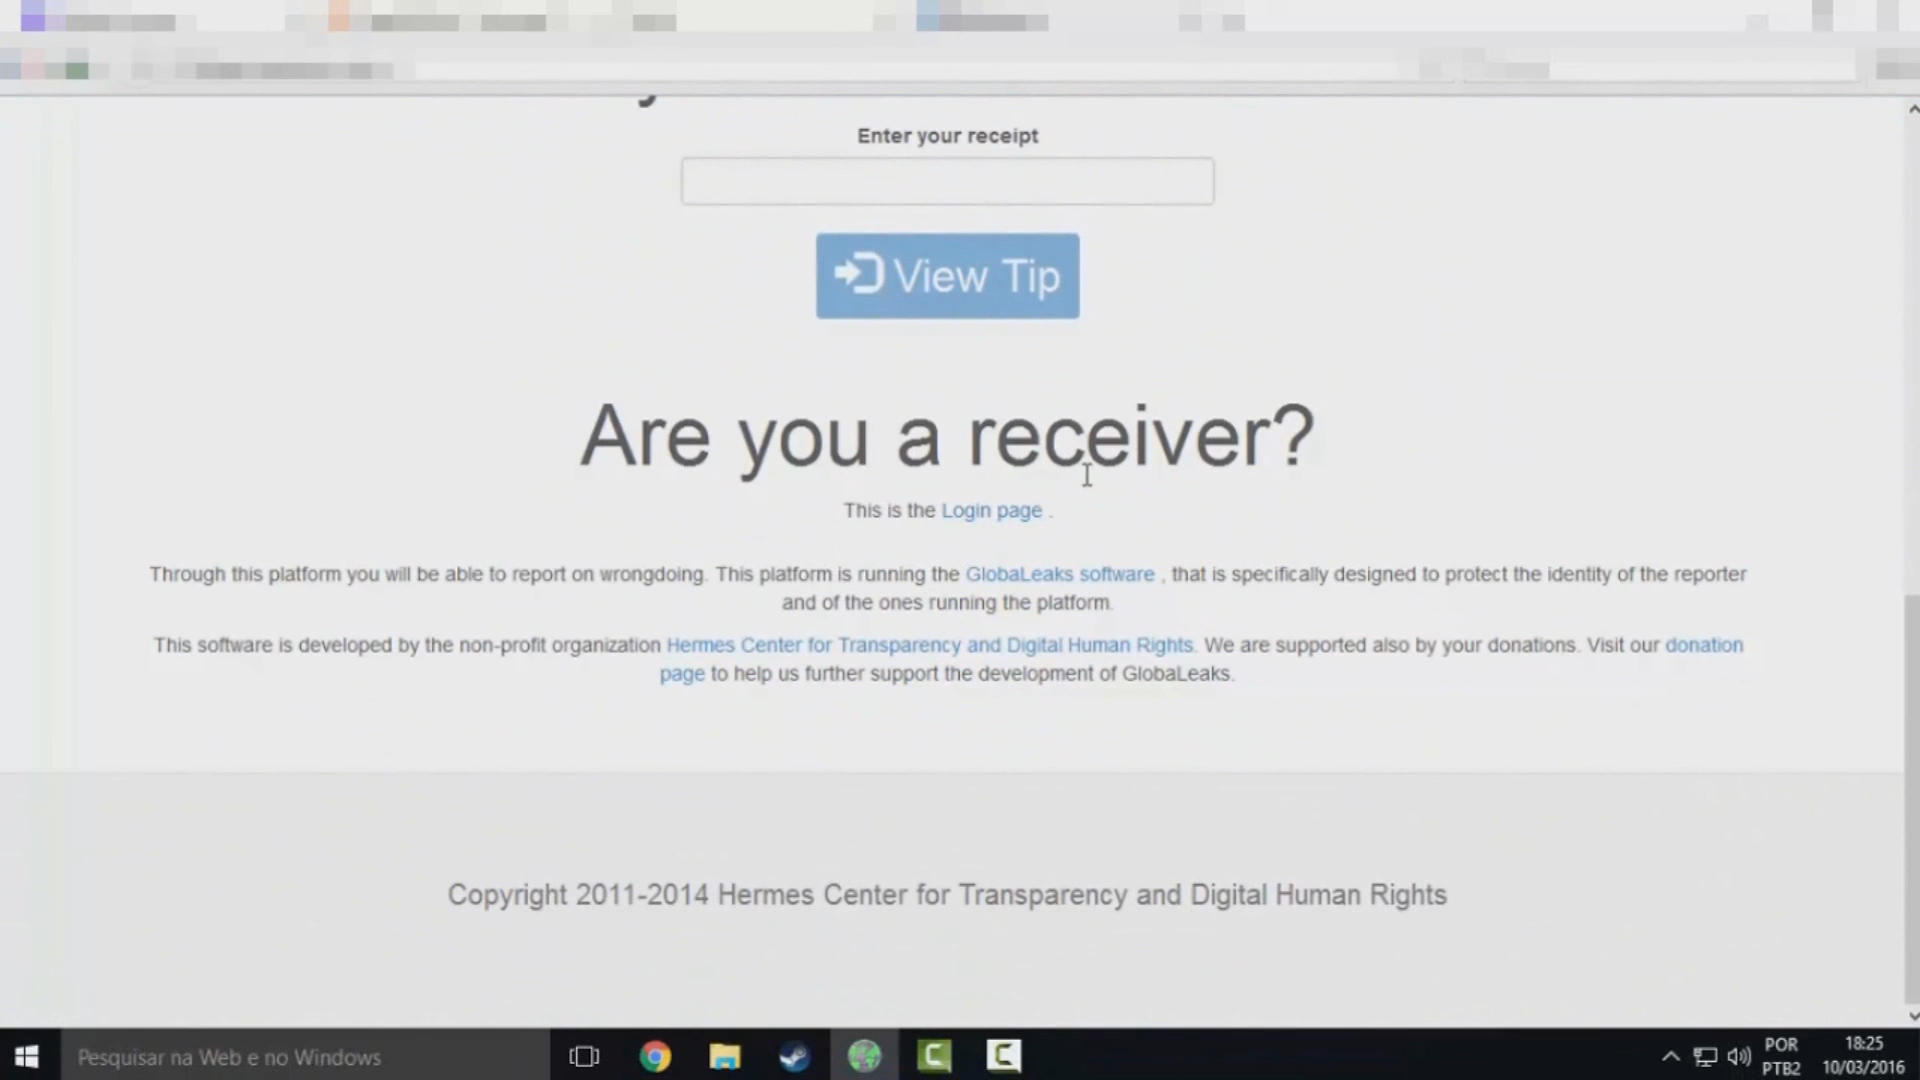 Enter your receipt
View Tip
Are you a receiver?
This is the Login page .
Through this platform you will be able to report on wrongdoing. This platform is running the GlobaLeaks software , that is specifically designed to protect the identity of the reporter
and of the ones running the platform.
This software is developed by the non-profit organization Hermes Center for Transparency and Digital Human Rights. We are supported also by your donations. Visit our donation
page to help us further support the development of GlobaLeaks.
Copyright 2011-2014 Hermes Center for Transparency and Digital Human Rights
Pesquisar na Web e no Windows
POR
PTB2
18:25
10/03/2016